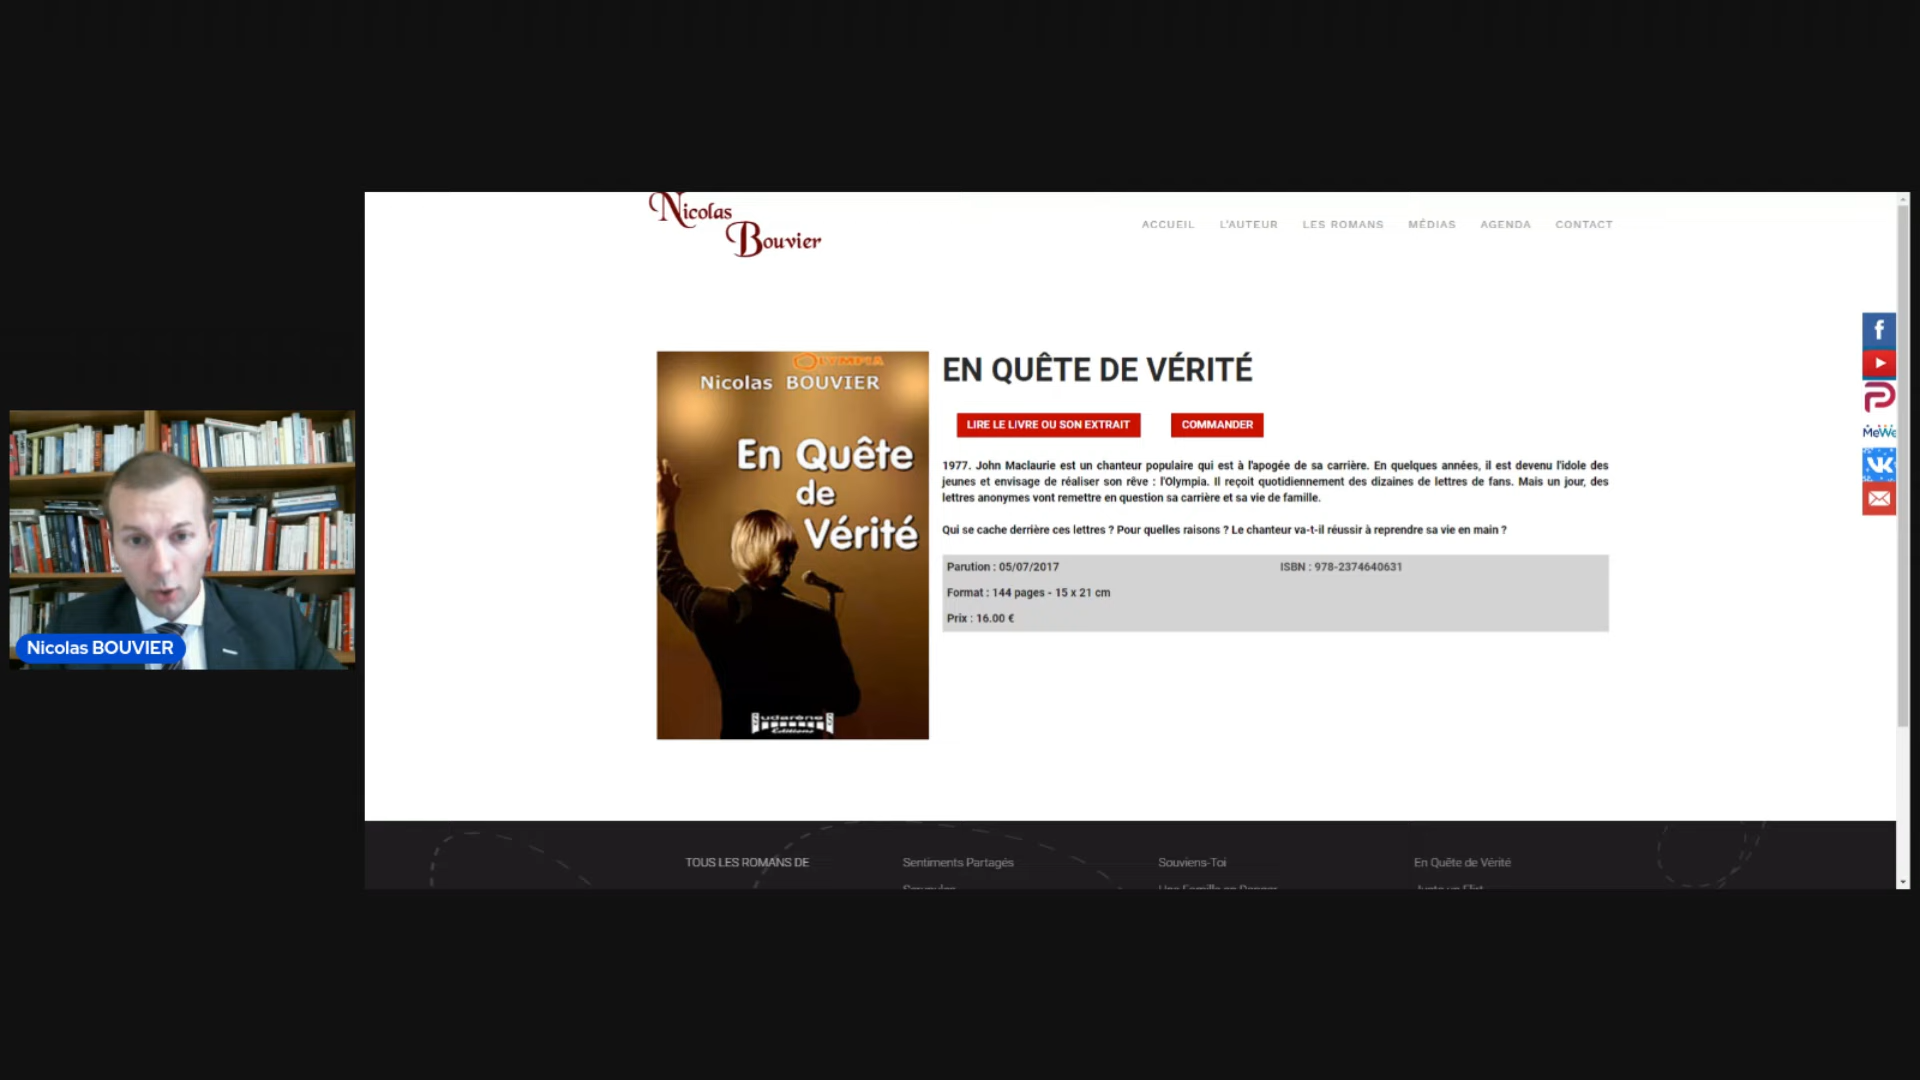 Nicolas
Bouvier
ACCUEIL
L'AUTEUR
LES ROMANS
MÉDIAS
AGENDA
CONTACT
OLYMPIA
Nicolas BOUVIER
En Quête
de
Vérité
Sudarènes
Editions
EN QUÊTE DE VÉRITÉ
LIRE LE LIVRE OU SON EXTRAIT
COMMANDER
1977. John Maclaurie est un chanteur populaire qui est à l'apogée de sa carrière. En quelques années, il est devenu l'idole des
jeunes et envisage de réaliser son rêve : l'Olympia. Il reçoit quotidiennement des dizaines de lettres de fans. Mais un jour, des
lettres anonymes vont remettre en question sa carrière et sa vie de famille.
Qui se cache derrière ces lettres ? Pour quelles raisons ? Le chanteur va-t-il réussir à reprendre sa vie en main ?
Parution : 05/07/2017
ISBN : 978-2374640631
Format : 144 pages - 15 x 21 cm
Prix : 16.00 €
MeWe
Nicolas BOUVIER
TOUS LES ROMANS DE
Sentiments Partagés
Souviens-Toi
En Quête de Vérité